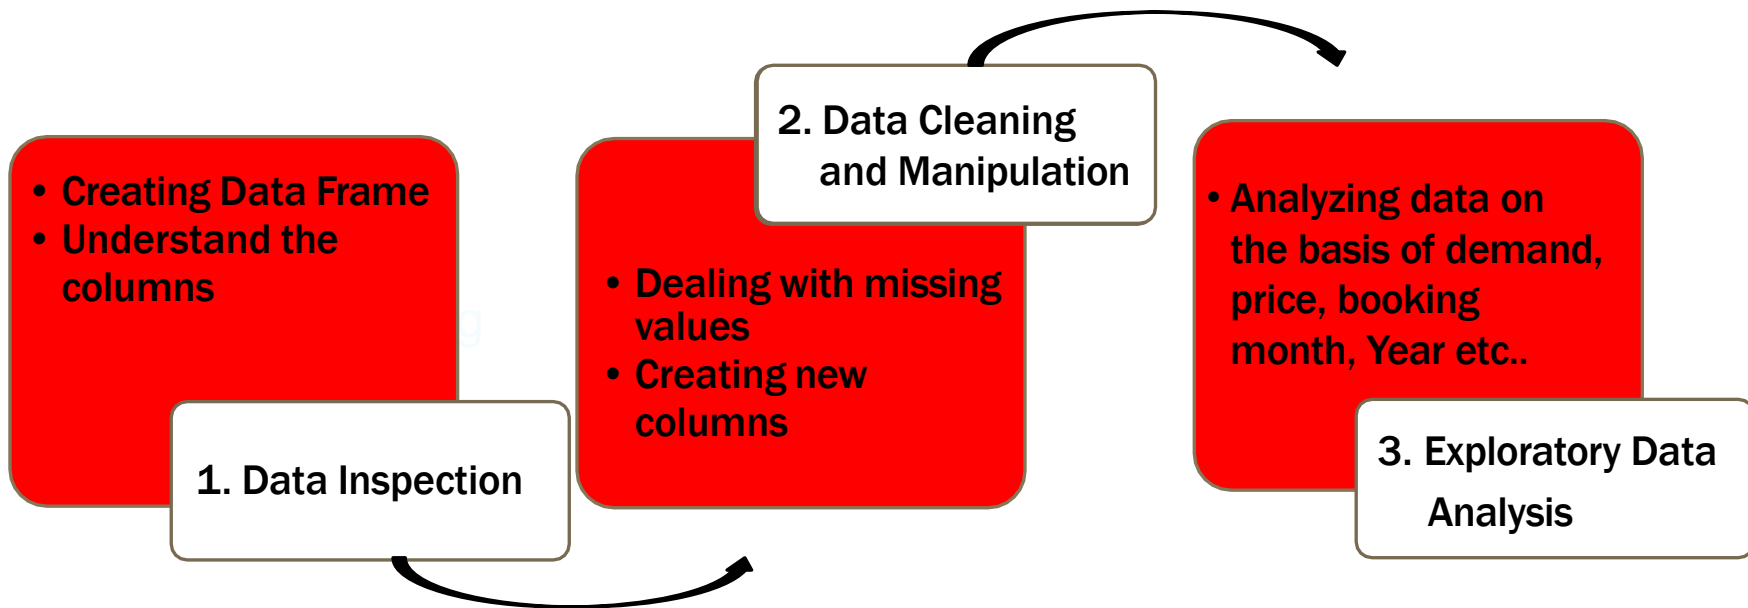 • Creating Data Frame
• Understand the
columns
1. Data Inspection
2. Data Cleaning
and Manipulation
• Dealing with missing
values
• Creating new
columns
• Analyzing data on
the basis of demand,
price, booking
month, Year etc..
3. Exploratory Data
Analysis
g